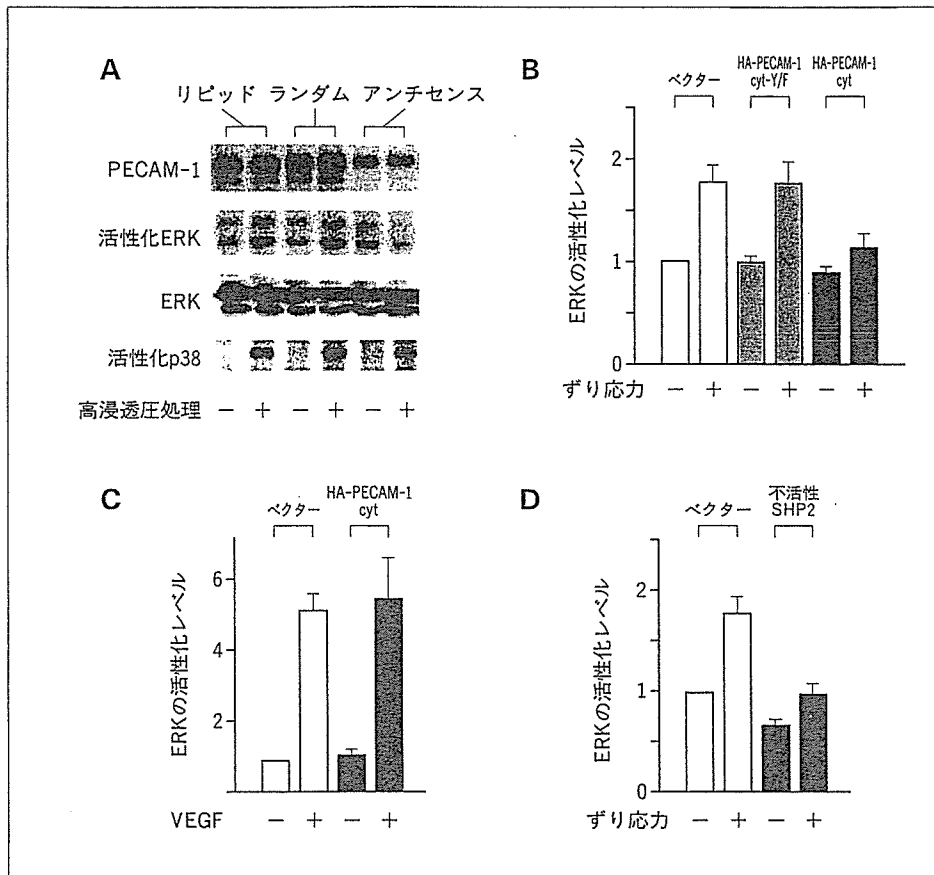 A
リピッド ランダム アンチセンス
PECAM-1
活性化ERK
ERK
活性化p38
高浸透圧処理 − + − + − +
B
HA-PECAM-1 HA-PECAM-1
ベクター cyt-Y/F cyt
ERKの活性化レベル
2
1
0
ずり応力 − + − + − +
C
HA-PECAM-1
ベクター cyt
ERKの活性化レベル
6
4
2
VEGF − + − +
D
不活性
ベクター SHP2
ERKの活性化レベル
2
1
0
ずり応力 − + − +